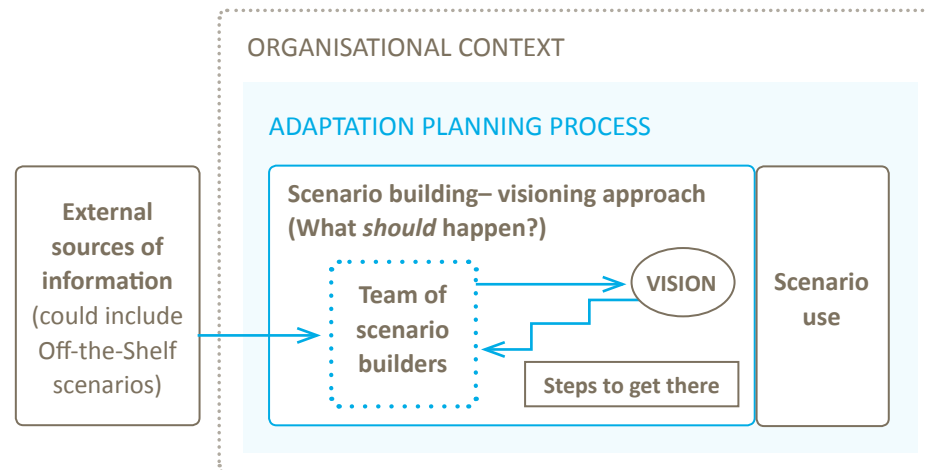 ORGANISATIONAL CONTEXT
ADAPTATION PLANNING PROCESS
External
sources of
information
(could include
Off-the-Shelf
scenarios)
Scenario building– visioning approach
(What should happen?)
Team of
scenario
builders
VISION
Steps to get there
Scenario
use